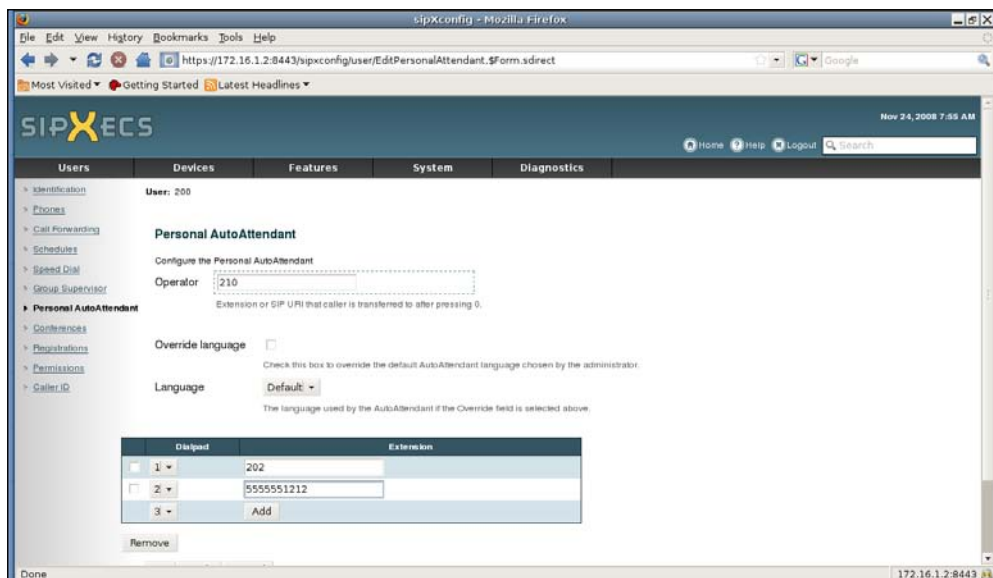 sipXconfig - Mozilla Firefox
File Edit View History Bookmarks Tools Help
https://172.16.1.2:8443/sipxconfig/user/EditPersonalAttendant.$Form.sdirect
Google
Most Visited Getting Started Latest Headlines
SIPXECS
Nov 24, 2008 7:55 AM
Home Help Logout Search
Users Devices Features System Diagnostics
Identification
Phones
Call Forwarding
Schedules
Speed Dial
Group Supervisor
Personal AutoAttendant
Conferences
Registrations
Permissions
Caller ID
User: 200
Personal AutoAttendant
Configure the Personal AutoAttendant
Operator 210
Extension or SIP URI that caller is transferred to after pressing 0.
Override language
Check this box to override the default AutoAttendant language chosen by the administrator.
Language Default
The language used by the AutoAttendant if the Override field is selected above.
Dialpad Extension
1 202
2 5555551212
3 Add
Remove
Done 172.16.1.2:8443